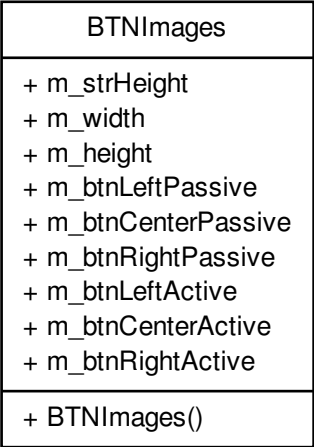 BTNImages
+ m_strHeight
+ m_width
+ m_height
+ m_btnLeftPassive
+ m_btnCenterPassive
+ m_btnRightPassive
+ m_btnLeftActive
+ m_btnCenterActive
+ m_btnRightActive
+ BTNImages()